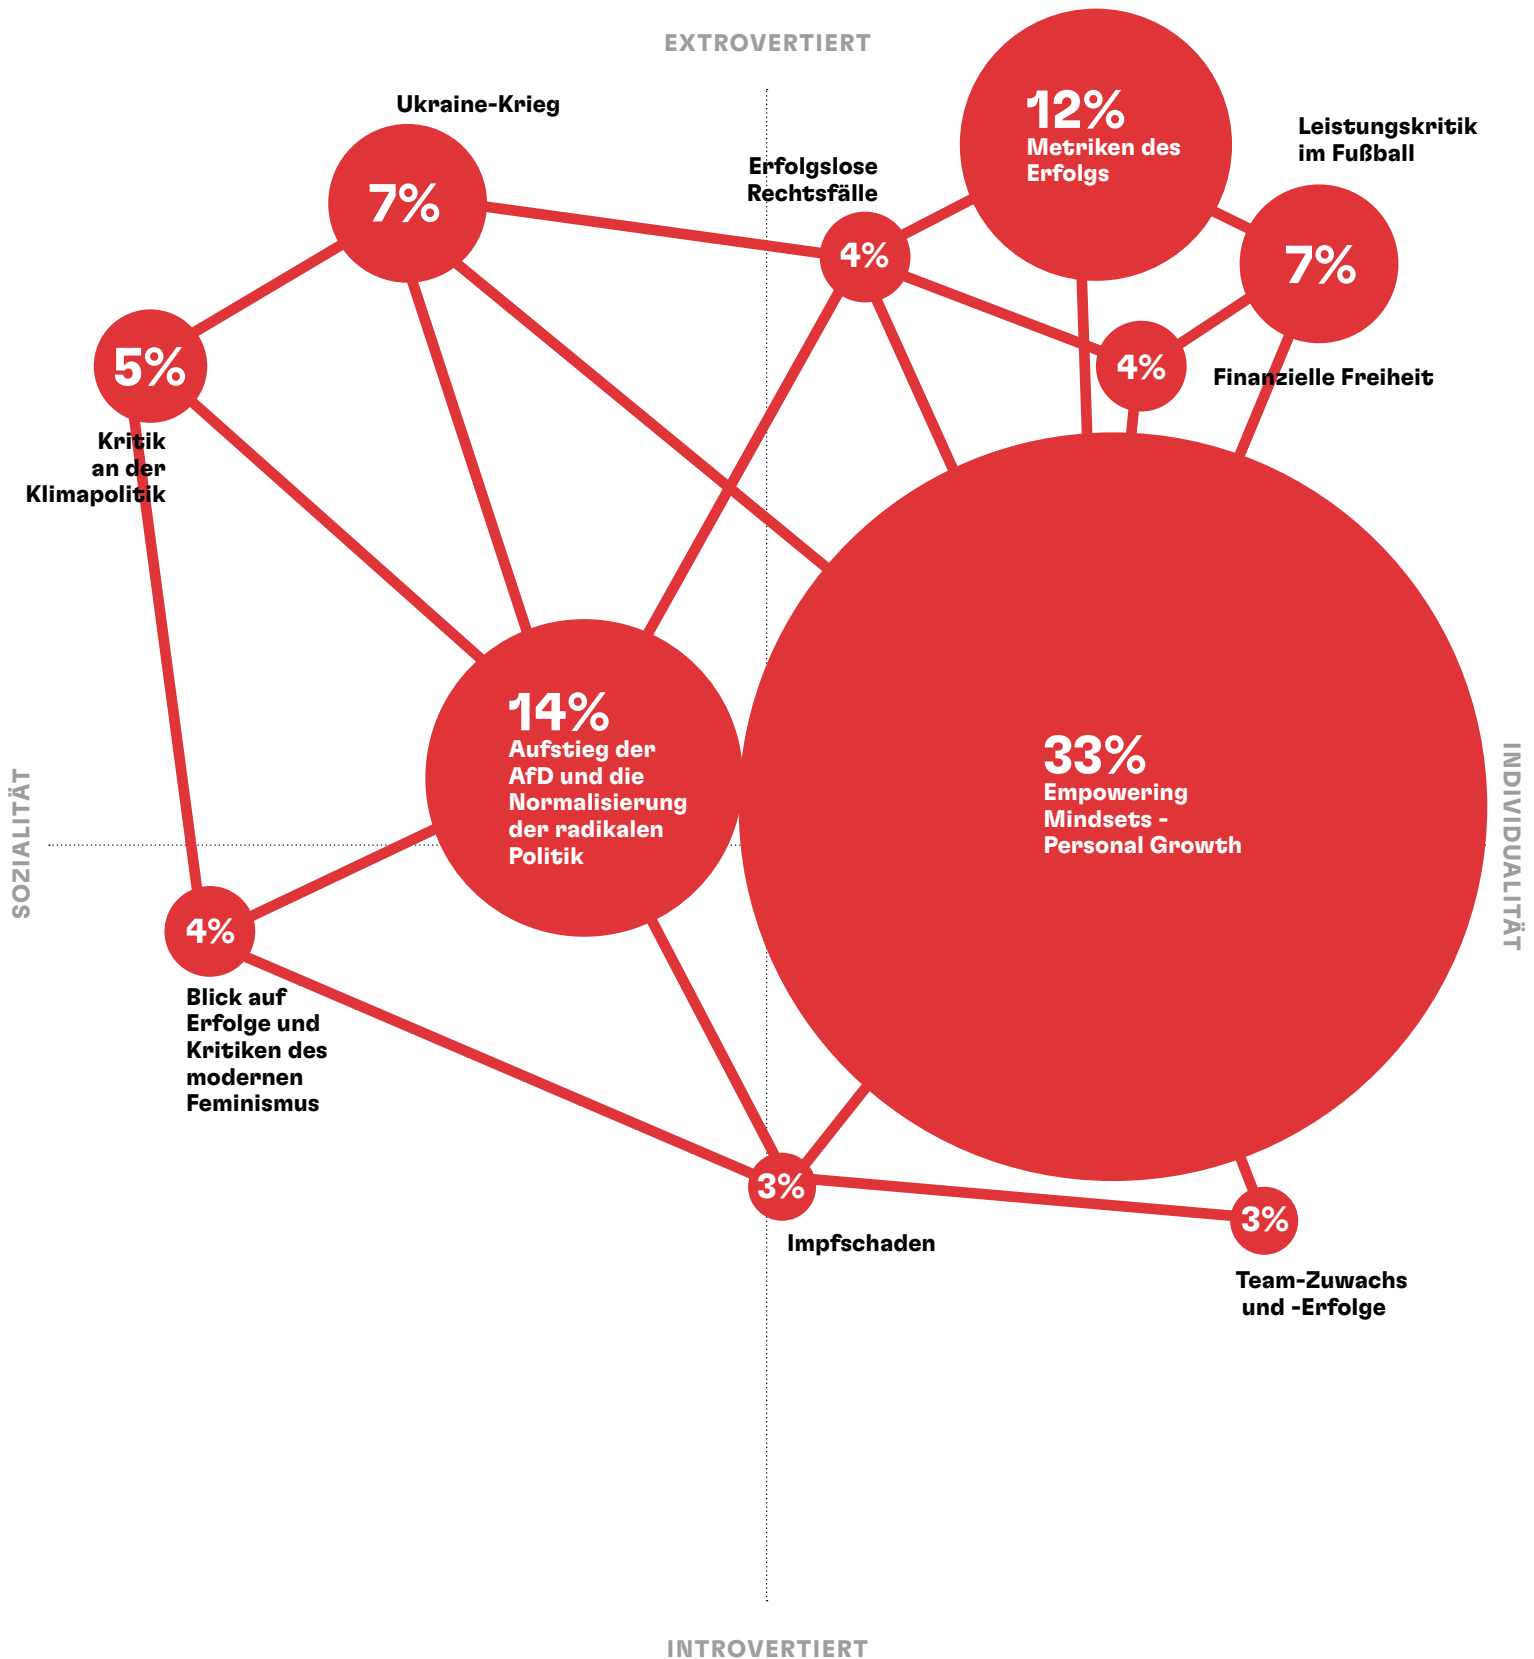 EXTROVERTIERT
Ukraine-Krieg
7%
12%
Metriken des
Erfolgs
Leistungskritik
im Fußball
7%
Erfolgslose
Rechtsfälle
4%
4%
Finanzielle Freiheit
5%
Kritik
an der
Klimapolitik
14%
Aufstieg der
AfD und die
Normalisierung
der radikalen
Politik
33%
Empowering
Mindsets -
Personal Growth
SOZIALITÄT
INDIVIDUALITÄT
4%
Blick auf
Erfolge und
Kritiken des
modernen
Feminismus
3%
Impfschaden
3%
Team-Zuwachs
und -Erfolge
INTROVERTIERT